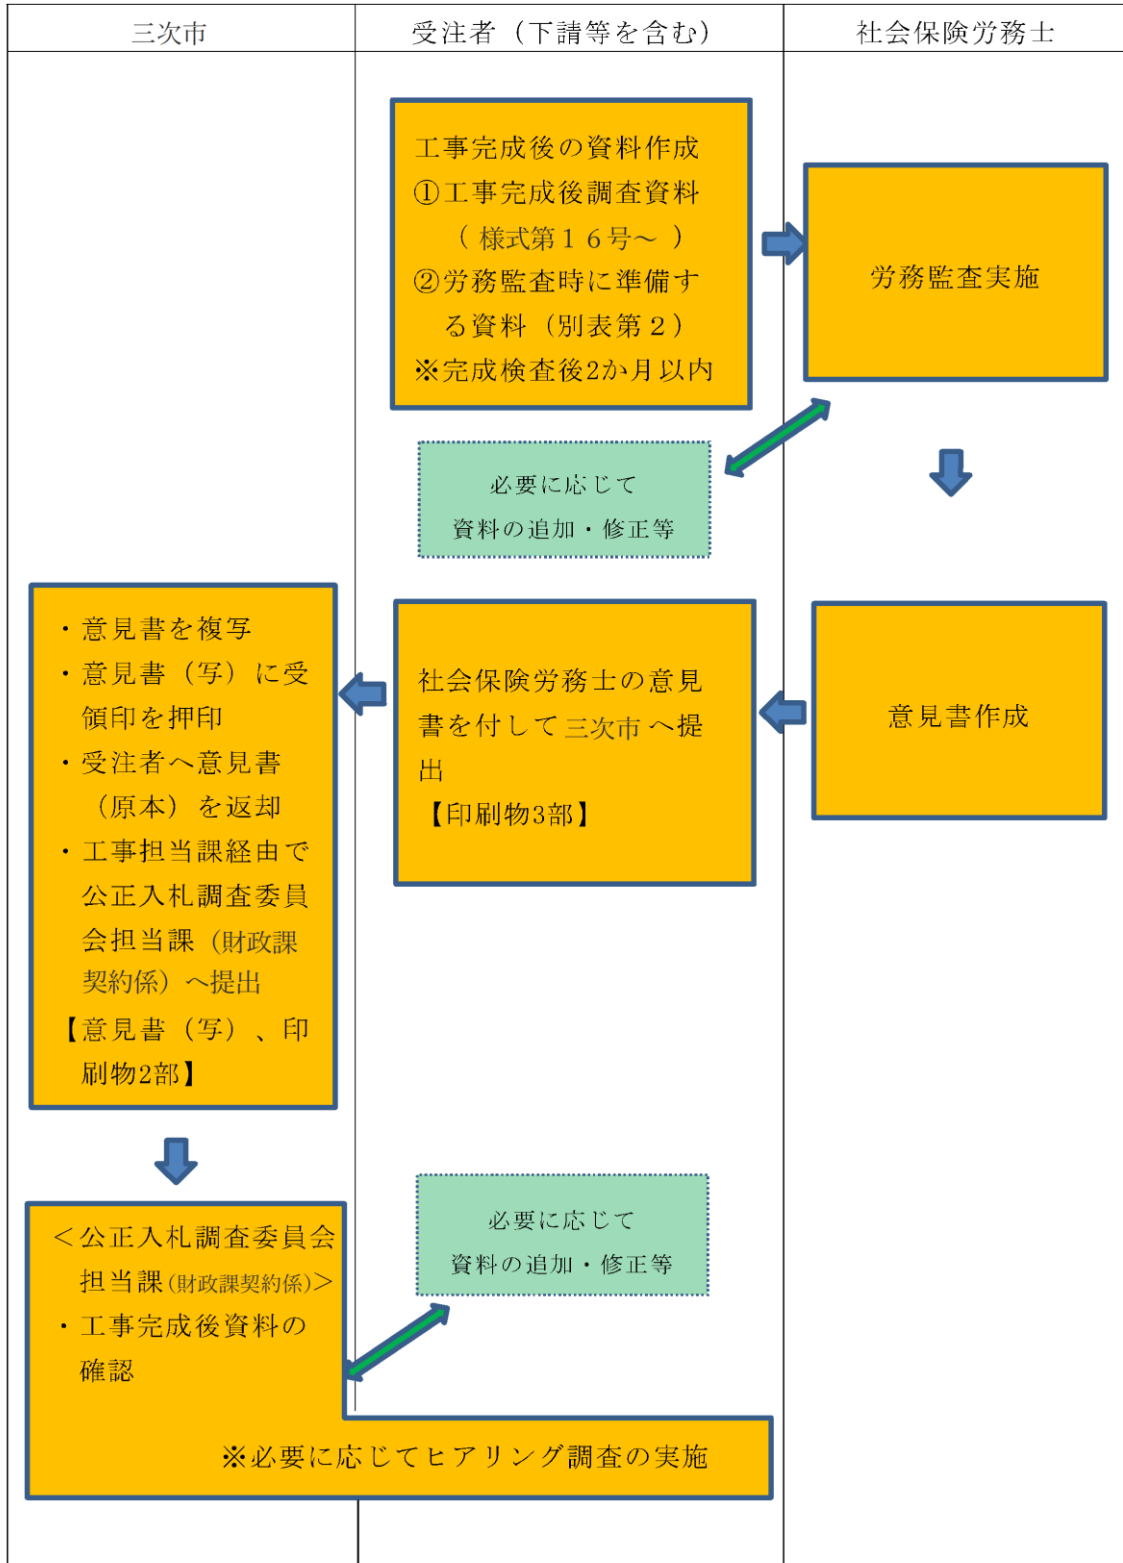 三次市
受注者（下請等を含む）
社会保険労務士
工事完成後の資料作成
①工事完成後調査資料
（様式第１６号～）
②労務監査時に準備す
る資料（別表第２）
※完成検査後2か月以内
労務監査実施
必要に応じて
資料の追加・修正等
意見書作成
社会保険労務士の意見
書を付して三次市へ提
出
【印刷物3部】
・意見書を複写
・意見書（写）に受
領印を押印
・受注者へ意見書
（原本）を返却
・工事担当課経由で
公正入札調査委員
会担当課（財政課
契約係）へ提出
【意見書（写）、印
刷物2部】
＜公正入札調査委員会
担当課(財政課契約係)＞
・工事完成後資料の
確認
必要に応じて
資料の追加・修正等
※必要に応じてヒアリング調査の実施